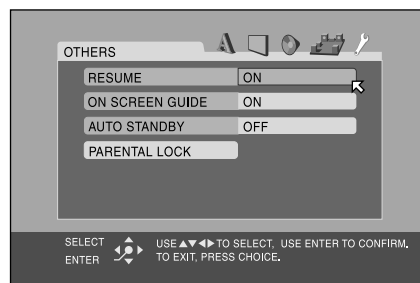 OTHERS
RESUME ON
ON SCREEN GUIDE ON
AUTO STANDBY OFF
PARENTAL LOCK
SELECT USE ▲▼◀▶ TO SELECT, USE ENTER TO CONFIRM.
ENTER TO EXIT, PRESS CHOICE.